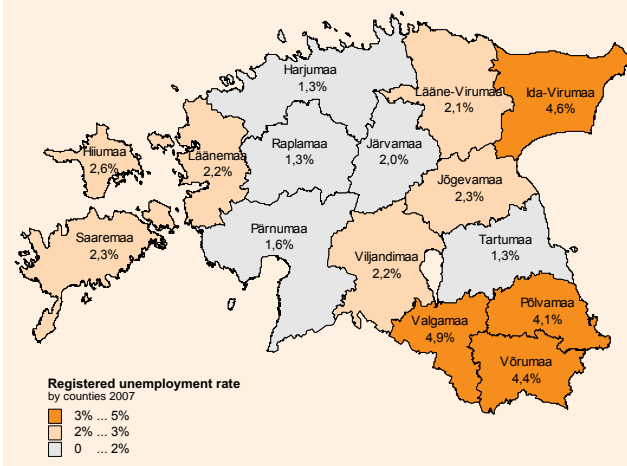 Harjumaa
1,3%
Lääne-Virumaa
2,1%
Ida-Virumaa
4,6%
Hiiumaa
2,6%
Läänemaa
2,2%
Raplamaa
1,3%
Järvamaa
2,0%
Jõgevamaa
2,3%
Saaremaa
2,3%
Pärnumaa
1,6%
Viljandimaa
2,2%
Tartumaa
1,3%
Valgamaa
4,9%
Põlvamaa
4,1%
Võrumaa
4,4%
Registered unemployment rate
by counties 2007
3% ... 5%
2% ... 3%
0 ... 2%